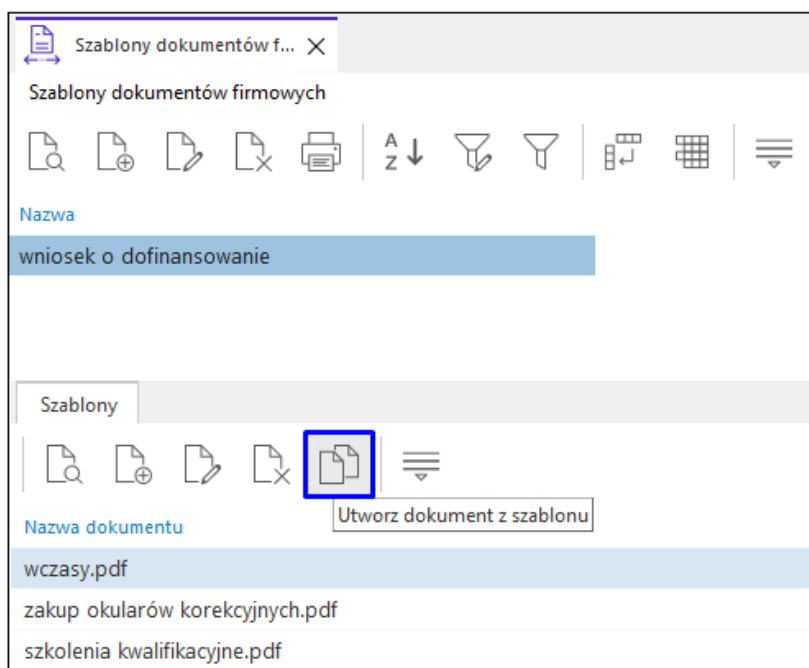 Szablony dokumentów f...
Szablony dokumentów firmowych
A
Z
Nazwa
wniosek o dofinansowanie
Szablony
Utworz dokument z szablonu
Nazwa dokumentu
wczasy.pdf
zakup okularów korekcyjnych.pdf
szkolenia kwalifikacyjne.pdf